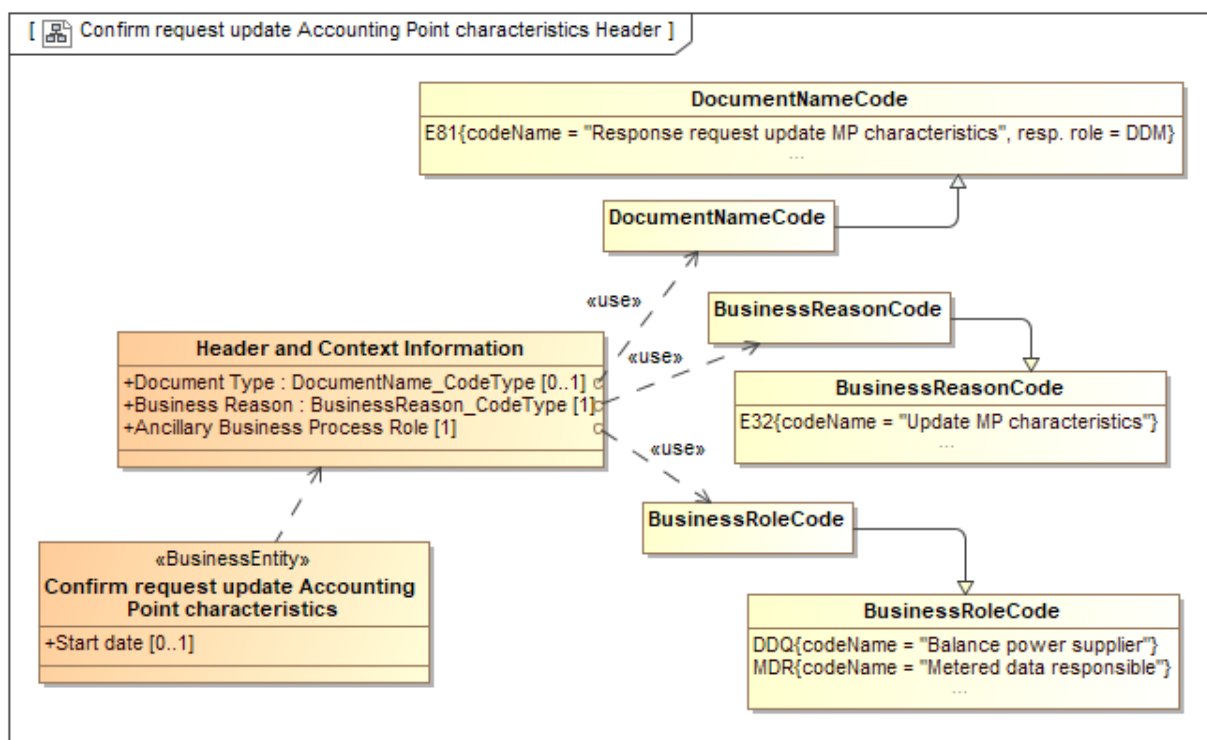 [ Confirm request update Accounting Point characteristics Header ]
DocumentNameCode
E81{codeName = "Response request update MP characteristics", resp. role = DDM}
...
DocumentNameCode
«use»
BusinessReasonCode
«use»
Header and Context Information
+Document Type : DocumentName_CodeType [0..1]
+Business Reason : BusinessReason_CodeType [1]
+Ancillary Business Process Role [1]
BusinessReasonCode
E32{codeName = "Update MP characteristics"}
...
«use»
BusinessRoleCode
«BusinessEntity»
Confirm request update Accounting
Point characteristics
+Start date [0..1]
BusinessRoleCode
DDQ{codeName = "Balance power supplier"}
MDR{codeName = "Metered data responsible"}
...